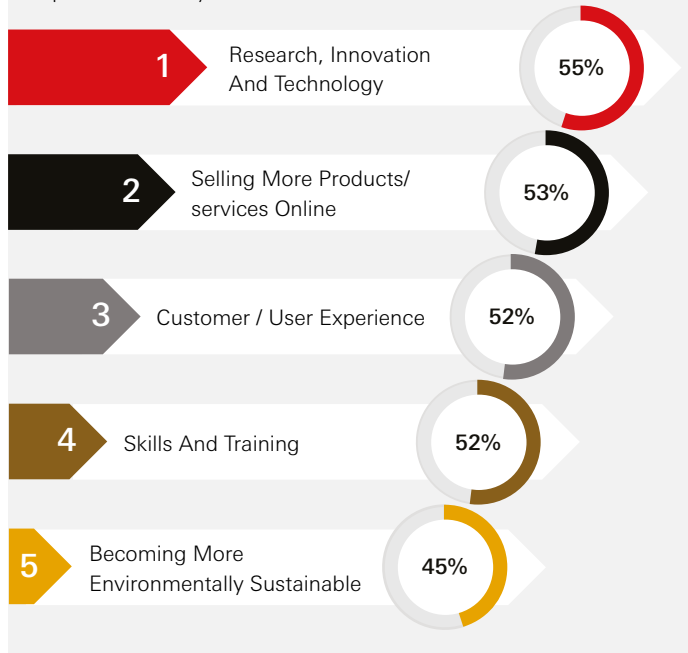 1
Research, Innovation
And Technology
55%
2
Selling More Products/
services Online
53%
3
Customer / User Experience
52%
4
Skills And Training
52%
5
Becoming More
Environmentally Sustainable
45%